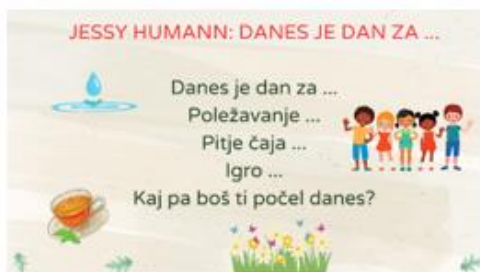 JESSY HUMANN: DANES JE DAN ZA ...
Danes je dan za ...
Poležavanje ...
Pitje čaja ...
Igro ...
Kaj pa boš ti počel danes?